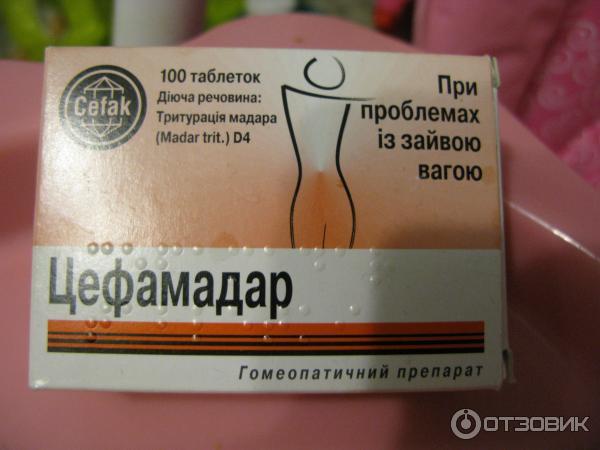 Cefak
100 таблеток
Діюча речовина:
Тритурація мадара
(Madar trit.) D4
При
проблемах
із зайвою
вагою
Цефамадар
Гомеопатичний препарат
ОТЗОВИК